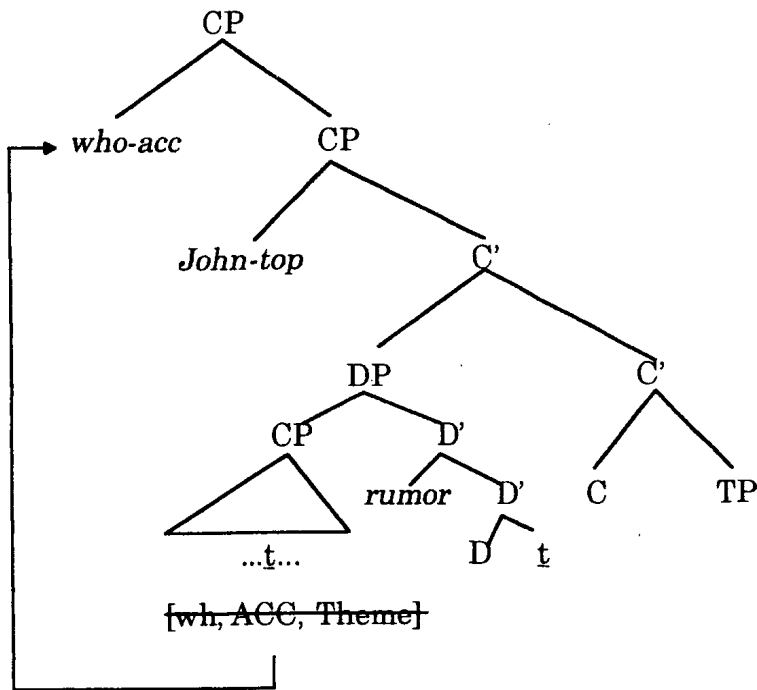 CP
who-acc CP
John-top C'
DP C'
CP D'
rumor D' C TP
...t... D t
[wh, ACC, Theme]